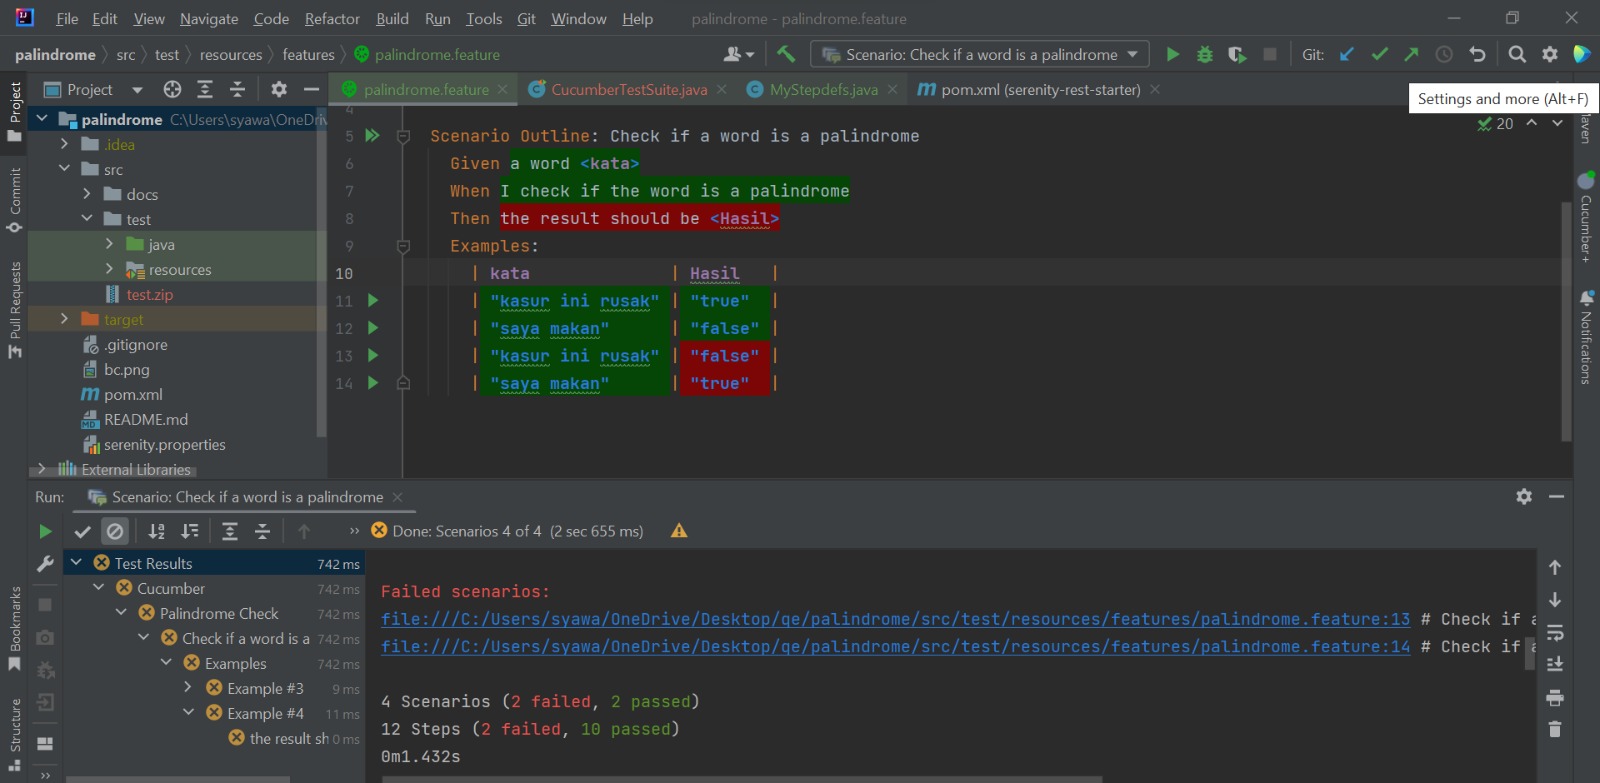 File Edit View Navigate Code Refactor Build Run Tools Git Window Help palindrome - palindrome.feature
palindrome src test resources features palindrome.feature Scenario: Check if a word is a palindrome Git:
Project palindrome.feature CucumberTestSuite.java MyStepdefs.java pom.xml (serenity-rest-starter)
Settings and more (Alt+F)
20
Project
Commit
Pull Requests
Bookmarks
Structure
Maven
Cucumber+
Notifications
palindrome C:\Users\syawa\OneDriv
.idea
src
docs
test
java
resources
test.zip
target
.gitignore
bc.png
pom.xml
README.md
serenity.properties
External Libraries
4
5 Scenario Outline: Check if a word is a palindrome
6 Given a word <kata>
7 When I check if the word is a palindrome
8 Then the result should be <Hasil>
9 Examples:
10 | kata | Hasil |
11 | "kasur ini rusak" | "true" |
12 | "saya makan" | "false" |
13 | "kasur ini rusak" | "false" |
14 | "saya makan" | "true" |
Run: Scenario: Check if a word is a palindrome
Done: Scenarios 4 of 4 (2 sec 655 ms)
Test Results 742 ms
Cucumber 742 ms
Palindrome Check 742 ms
Check if a word is a 742 ms
Examples 742 ms
Example #3 9 ms
Example #4 11 ms
the result sh 0 ms
Failed scenarios:
file:///C:/Users/syawa/OneDrive/Desktop/qe/palindrome/src/test/resources/features/palindrome.feature:13 # Check if a
file:///C:/Users/syawa/OneDrive/Desktop/qe/palindrome/src/test/resources/features/palindrome.feature:14 # Check if a
4 Scenarios (2 failed, 2 passed)
12 Steps (2 failed, 10 passed)
0m1.432s